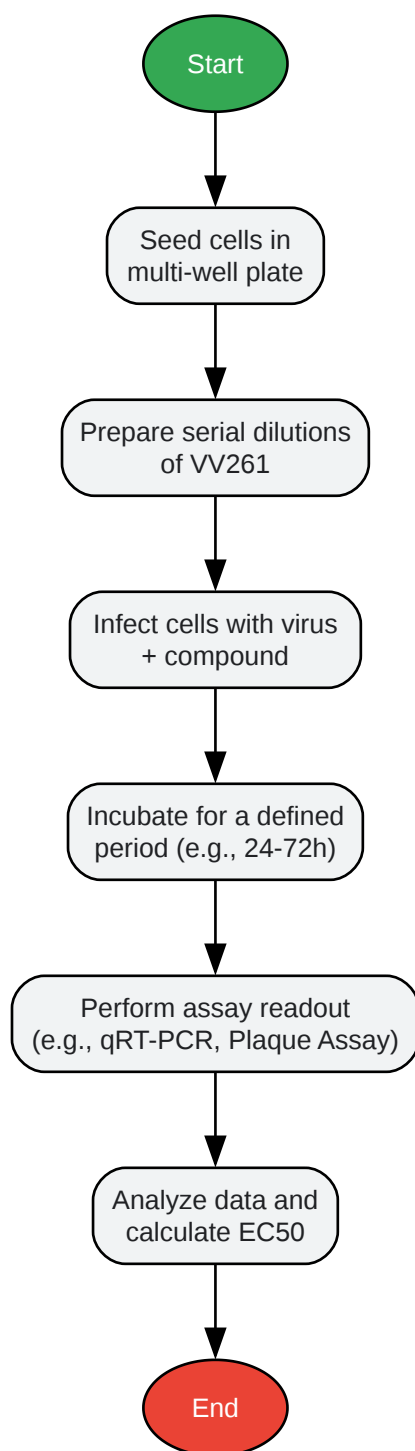 Start
Seed cells in
multi-well plate
Prepare serial dilutions
of VV261
Infect cells with virus
+ compound
Incubate for a defined
period (e.g., 24-72h)
Perform assay readout
(e.g., qRT-PCR, Plaque Assay)
Analyze data and
calculate EC50
End